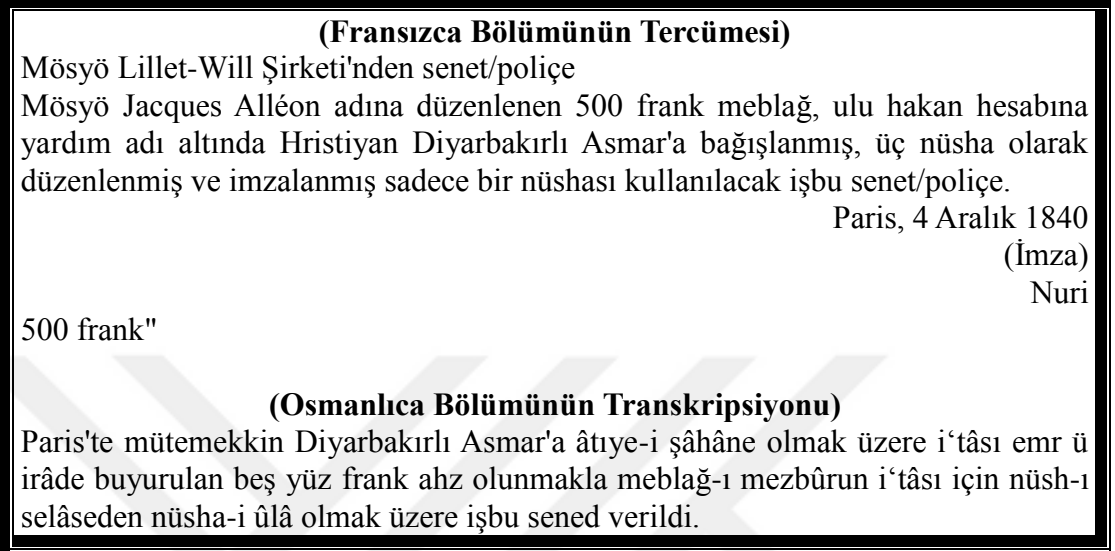 (Fransızca Bölümünün Tercümesi)
Mösyö Lillet-Will Şirketi'nden senet/poliçe
Mösyö Jacques Alléon adına düzenlenen 500 frank meblağ, ulu hakan hesabına
yardım adı altında Hristiyan Diyarbakırlı Asmar'a bağışlanmış, üç nüsha olarak
düzenlenmiş ve imzalanmış sadece bir nüshası kullanılacak işbu senet/poliçe.
Paris, 4 Aralık 1840
(İmza)
Nuri
500 frank"
(Osmanlıca Bölümünün Transkripsiyonu)
Paris'te mütemekkin Diyarbakırlı Asmar'a âtıye-i şâhâne olmak üzere i‘tâsı emr ü
irâde buyurulan beş yüz frank ahz olunmakla meblağ-ı mezbûrun i‘tâsı için nüsh-ı
selâseden nüsha-i ûlâ olmak üzere işbu sened verildi.